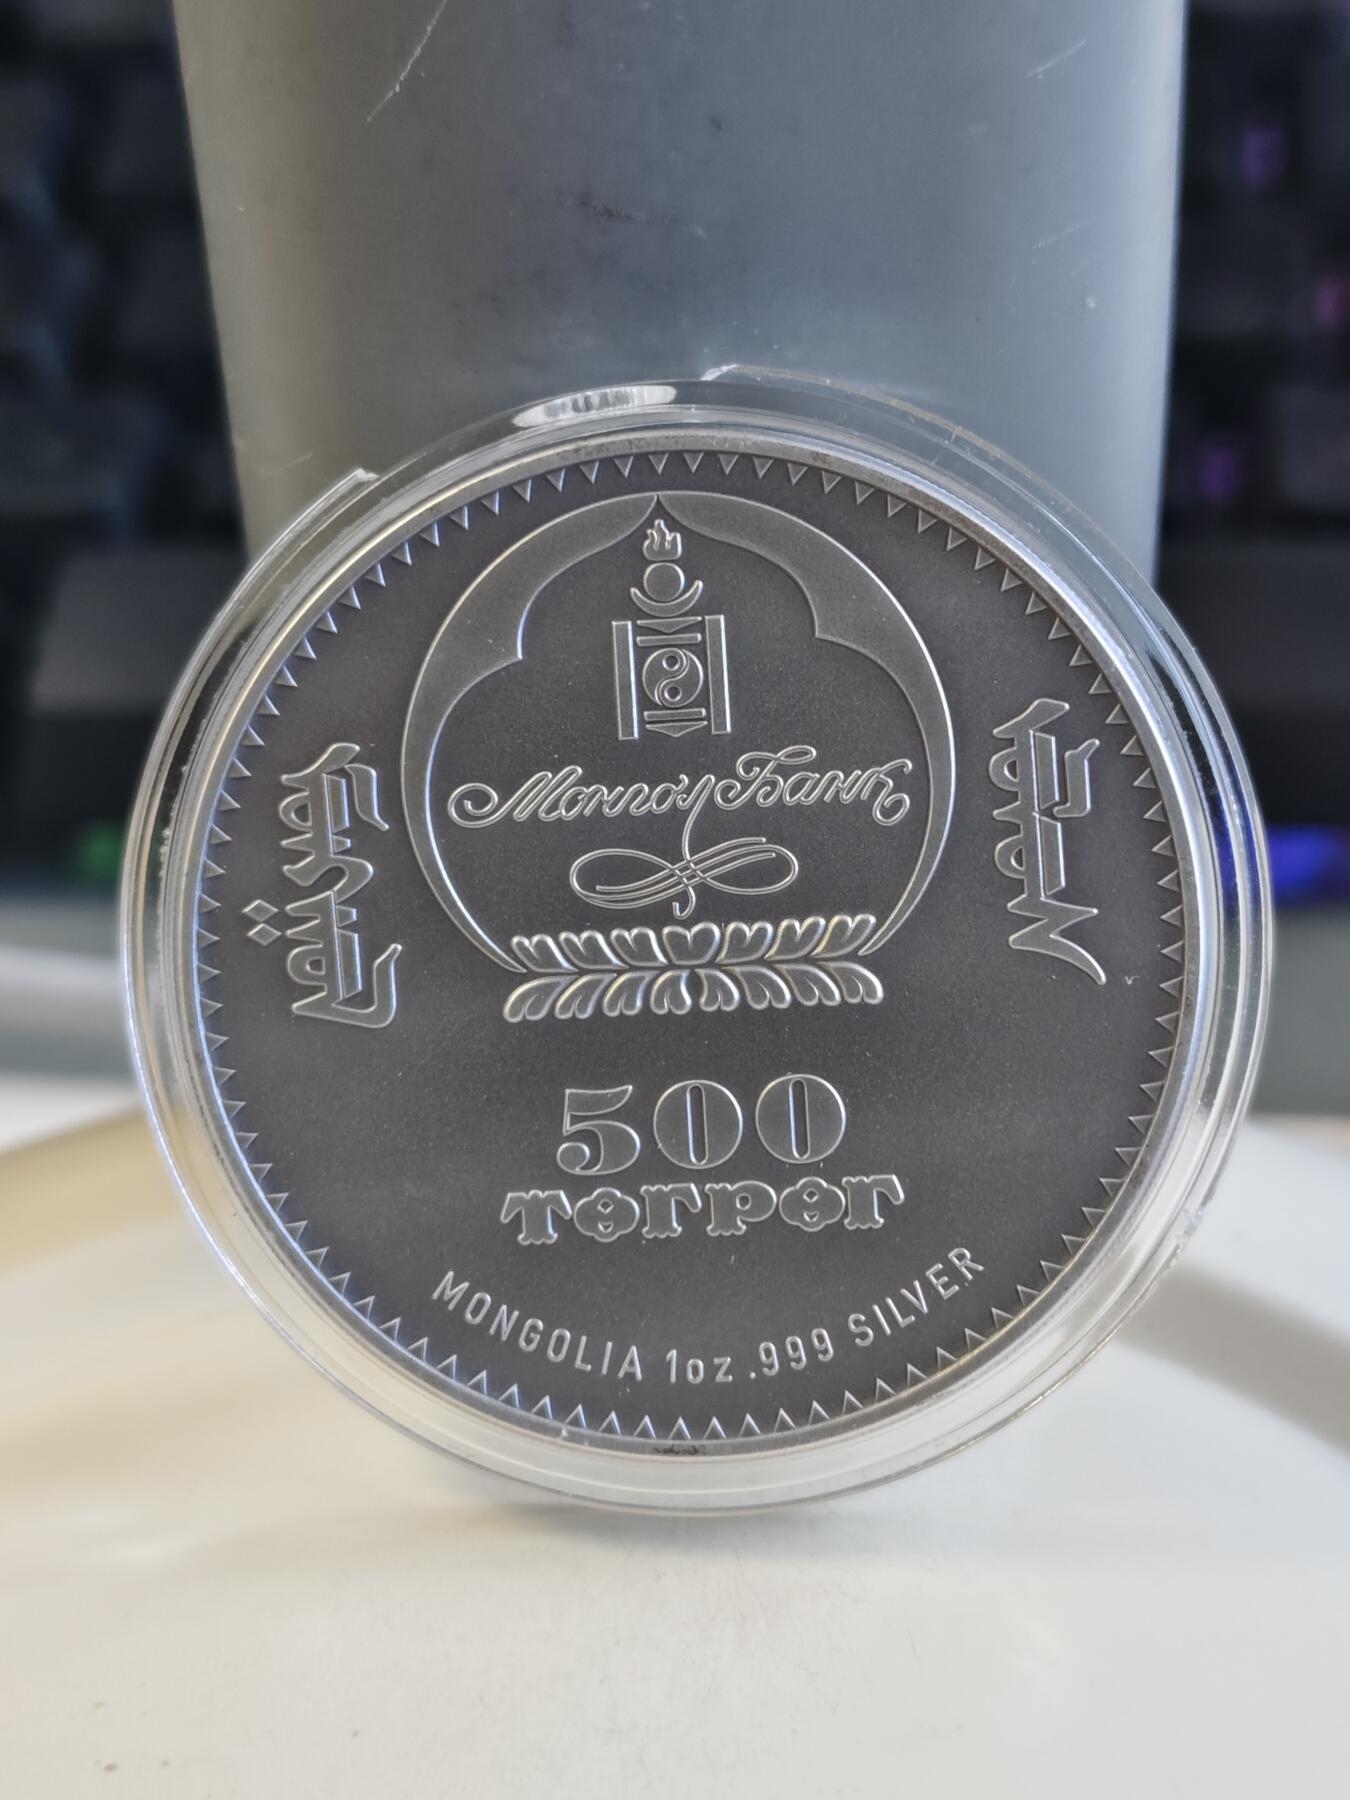 Монгол Банк
500
төгрөг
MONGOLIA 1oz .999 SILVER